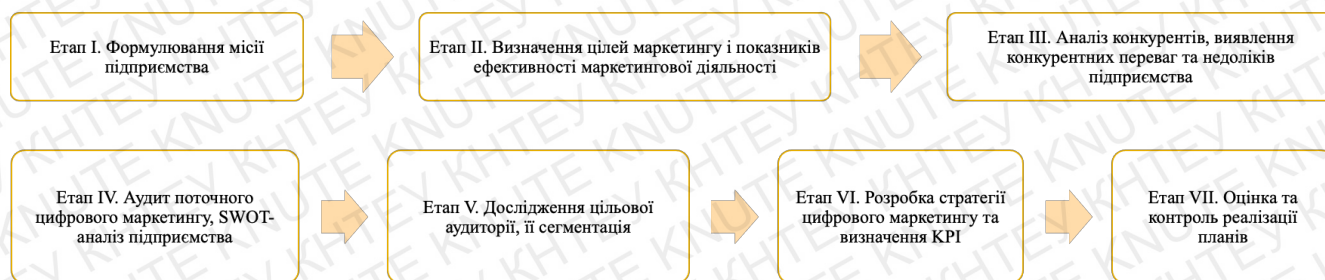 Етап I. Формулювання місії
підприємства
Етап II. Визначення цілей маркетингу і показників
ефективності маркетингової діяльності
Етап III. Аналіз конкурентів, виявлення
конкурентних переваг та недоліків
підприємства
Етап IV. Аудит поточного
цифрового маркетингу, SWOT-
аналіз підприємства
Етап V. Дослідження цільової
аудиторії, її сегментація
Етап VI. Розробка стратегії
цифрового маркетингу та
визначення KPI
Етап VII. Оцінка та
контроль реалізації
планів